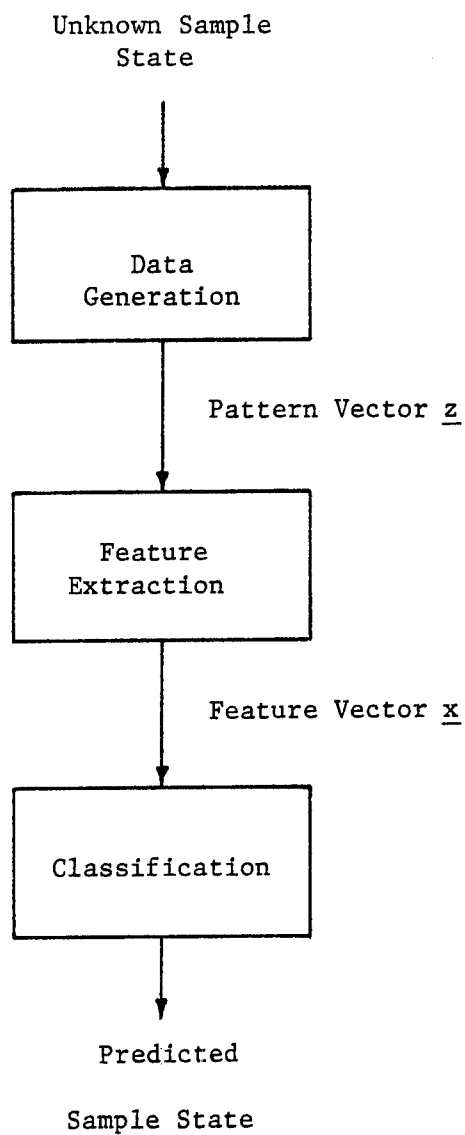 Unknown Sample
State
Data
Generation
Pattern Vector z
Feature
Extraction
Feature Vector x
Classification
Predicted
Sample State